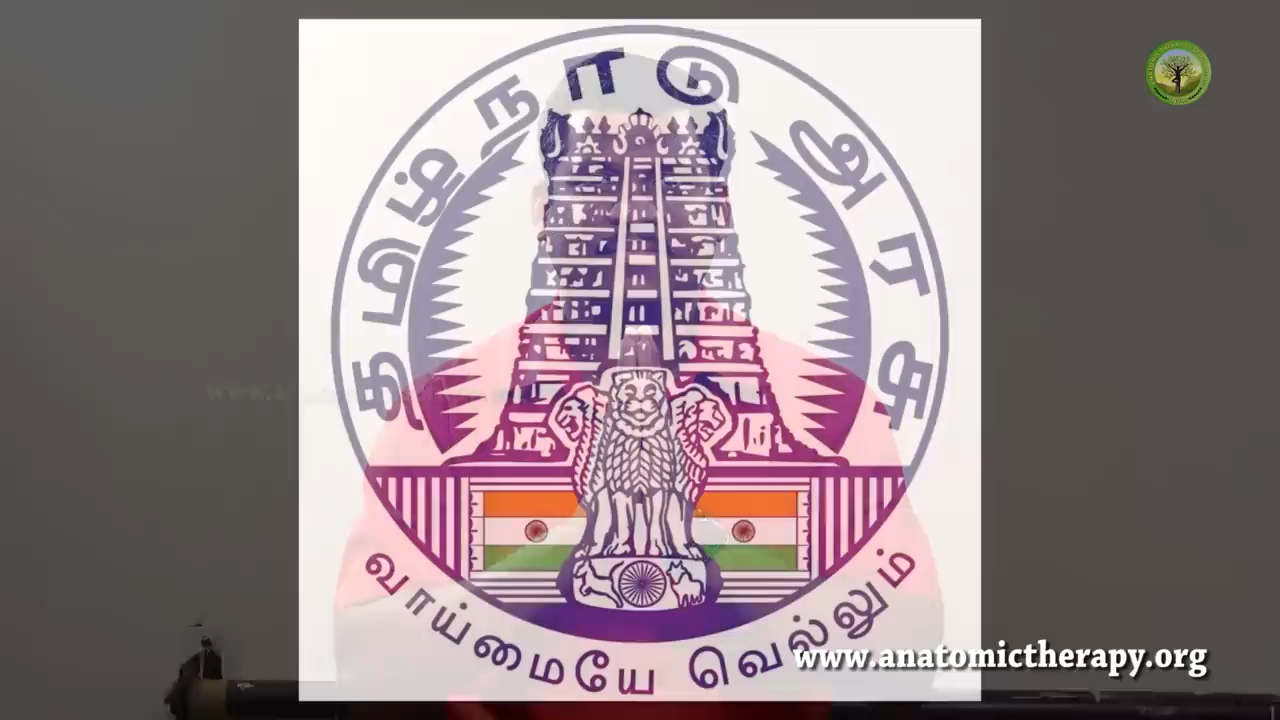 தமிழ்நாடு அரசு
வாய்மையே வெல்லும்
www.anatomictherapy.org